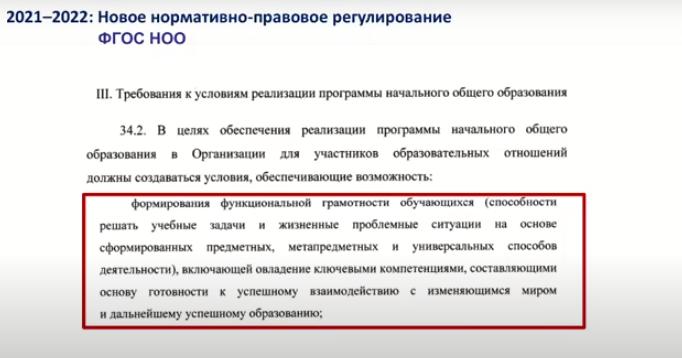 2021–2022: Новое нормативно-правовое регулирование
ФГОС НОО
III. Требования к условиям реализации программы начального общего образования
34.2. В целях обеспечения реализации программы начального общего
образования в Организации для участников образовательных отношений
должны создаваться условия, обеспечивающие возможность:
формирования функциональной грамотности обучающихся (способности
решать учебные задачи и жизненные проблемные ситуации на основе
сформированных предметных, метапредметных и универсальных способов
деятельности), включающей овладение ключевыми компетенциями, составляющими
основу готовности к успешному взаимодействию с изменяющимся миром
и дальнейшему успешному образованию;